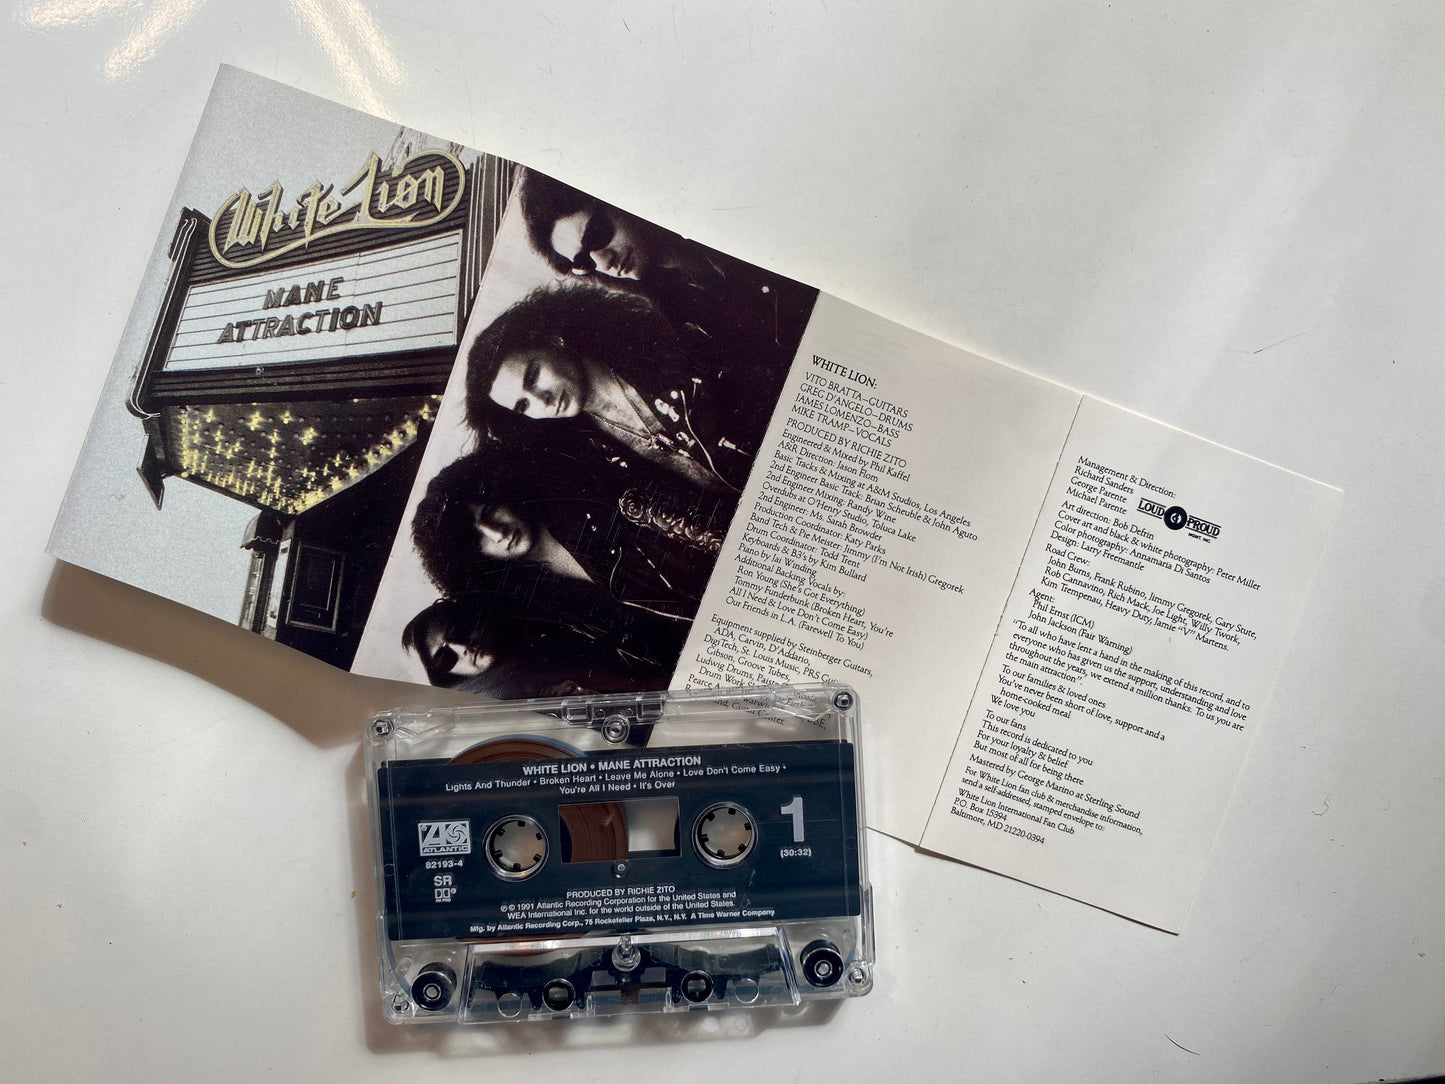 White Lion
MANE
ATTRACTION
WHITE LION:
VITO BRATTA—GUITARS
GREG D'ANGELO—DRUMS
JAMES LOMENZO—BASS
MIKE TRAMP—VOCALS
PRODUCED BY RICHIE ZITO
Engineered & Mixed by Phil Kaffel
A&R Direction: Jason Flom
Basic Tracks & Mixing at A&M Studios, Los Angeles
2nd Engineer Basic Track: Brian Scheuble & John Aguto
2nd Engineer Mixing: Randy Wine
Overdubs at O'Henry Studio, Toluca Lake
2nd Engineer: Ms. Sarah Browder
Production Coordinator: Katy Parks
Band Tech & Pie Meister: Jimmy (I'm Not Irish) Gregorek
Drum Coordinator: Todd Trent
Keyboards & B3's by Kim Bullard
Piano by Jai Winding
Additional Backing Vocals by:
Ron Young (She's Got Everything)
Tommy Funderbunk (Broken Heart, You're
All I Need & Love Don't Come Easy)
Our Friends in L.A. (Farewell To You)
Equipment supplied by Steinberger Guitars,
ADA, Carvin, D'Addario,
DigiTech, St. Louis Music, PRS
Gibson, Groove Tubes,
Ludwig Drums, Paiste
Drum Work
Pearce
Guitar Center
Management & Direction:
Richard Sanders
George Parente
Michael Parente
LOUD & PROUD
MGMT. INC.
Art direction: Bob Defrin
Cover art and black & white photography: Peter Miller
Color photography: Annamaria Di Santos
Design: Larry Freemantle
Road Crew:
John Burns, Frank Rubino, Jimmy Gregorek, Gary Stute,
Rob Cannavino, Rich Mack, Joe Light, Willy Twork,
Kim Trempenau, Heavy Duty, Jamie "V" Martens.
Agent:
Phil Ernst (ICM)
John Jackson (Fair Warning)
"To all who have lent a hand in the making of this record, and to
everyone who has given us the support, understanding and love
throughout the years, we extend a million thanks. To us you are
the main attraction".
To our families & loved ones
You've never been short of love, support and a
home-cooked meal
We love you
To our fans
This record is dedicated to you
For your loyalty & belief
But most of all for being there
Mastered by George Marino at Sterling Sound
For White Lion fan club & merchandise information,
send a self-addressed, stamped envelope to:
White Lion International Fan Club
P.O. Box 15394
Baltimore, MD 21220-0394
WHITE LION • MANE ATTRACTION
Lights And Thunder • Broken Heart • Leave Me Alone • Love Don't Come Easy •
You're All I Need • It's Over
ATLANTIC
82193-4
SR
HX PRO
1
(30:32)
PRODUCED BY RICHIE ZITO
℗ © 1991 Atlantic Recording Corporation for the United States and
WEA International Inc. for the world outside of the United States.
Mfg. by Atlantic Recording Corp., 75 Rockefeller Plaza, N.Y., N.Y. A Time Warner Company